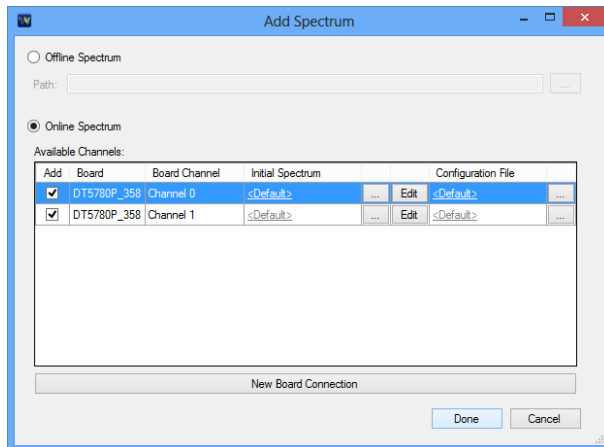 Add Spectrum
Offline Spectrum
Path:
...
Online Spectrum
Available Channels:
Add Board Board Channel Initial Spectrum Configuration File
DT5780P_358 Channel 0 <Default> ... Edit <Default> ...
DT5780P_358 Channel 1 <Default> ... Edit <Default> ...
New Board Connection
Done Cancel